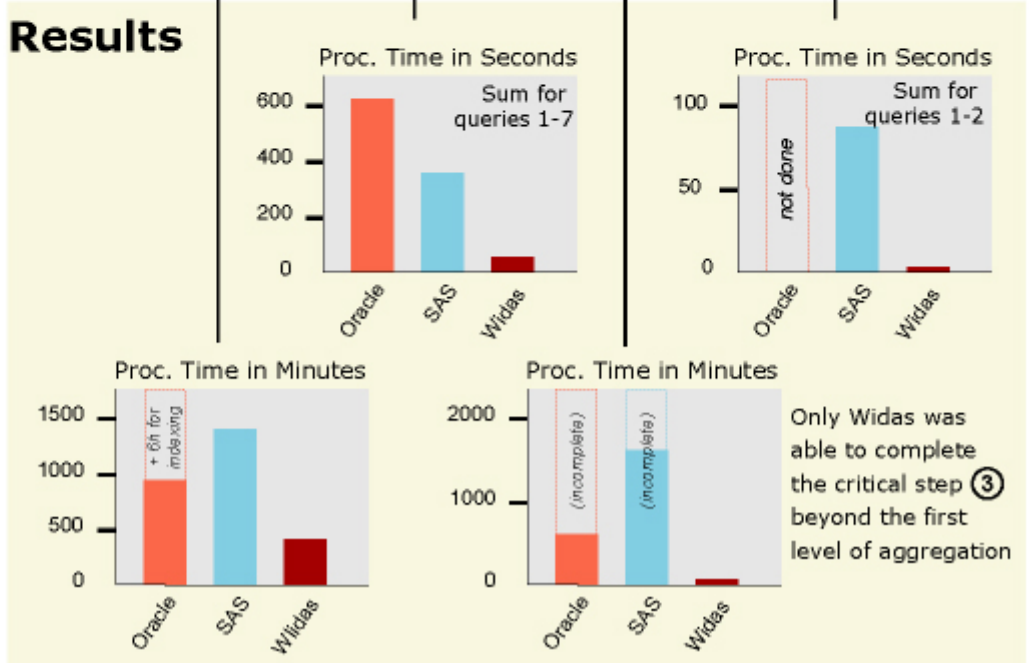 Results
Proc. Time in Seconds
Sum for
queries 1-7
600
400
200
0
Oracle
SAS
Widas
Proc. Time in Seconds
Sum for
queries 1-2
100
50
0
not done
Oracle
SAS
Widas
Proc. Time in Minutes
1500
1000
500
0
+ 6h for
indexing
Oracle
SAS
Wlidas
Proc. Time in Minutes
2000
1000
0
(incomplete)
(incomplete)
Oracle
SAS
Widas
Only Widas was
able to complete
the critical step 3
beyond the first
level of aggregation